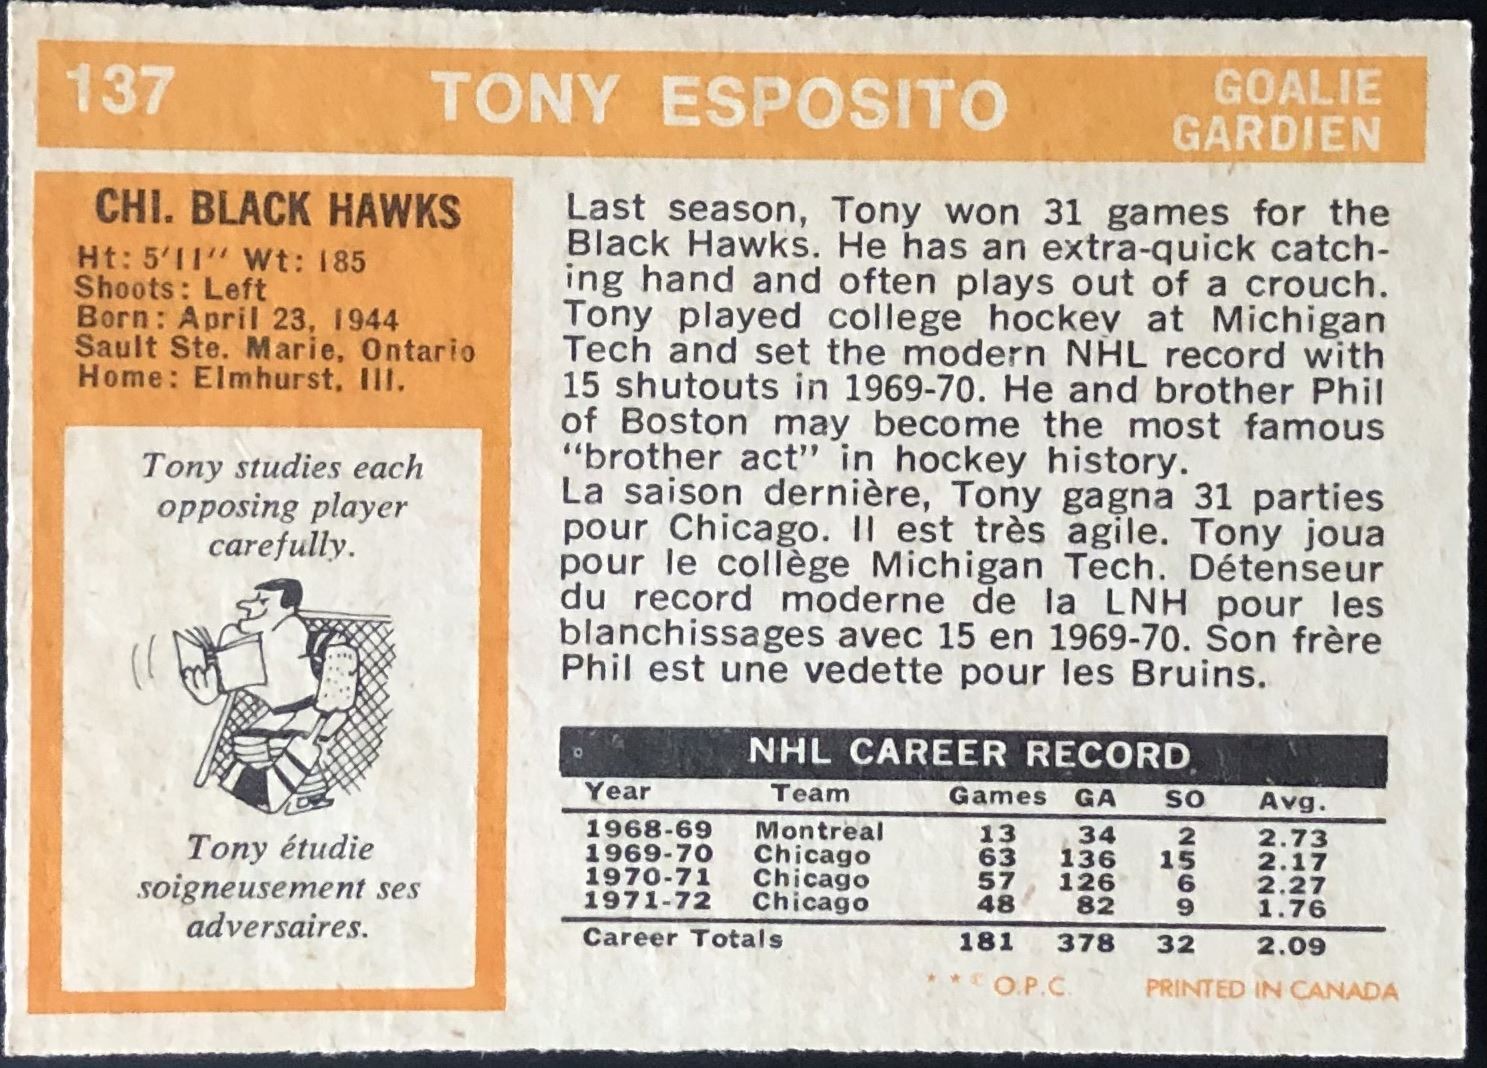 137
TONY ESPOSITO
GOALIE
GARDIEN
CHI. BLACK HAWKS
Ht: 5'11" Wt: 185
Shoots: Left
Born: April 23, 1944
Sault Ste. Marie, Ontario
Home: Elmhurst, Ill.
Tony studies each
opposing player
carefully.
Tony étudie
soigneusement ses
adversaires.
Last season, Tony won 31 games for the
Black Hawks. He has an extra-quick catch-
ing hand and often plays out of a crouch.
Tony played college hockey at Michigan
Tech and set the modern NHL record with
15 shutouts in 1969-70. He and brother Phil
of Boston may become the most famous
“brother act” in hockey history.
La saison dernière, Tony gagna 31 parties
pour Chicago. Il est très agile. Tony joua
pour le collège Michigan Tech. Détenseur
du record moderne de la LNH pour les
blanchissages avec 15 en 1969-70. Son frère
Phil est une vedette pour les Bruins.
NHL CAREER RECORD
Year Team Games GA SO Avg.
1968-69 Montreal 13 34 2 2.73
1969-70 Chicago 63 136 15 2.17
1970-71 Chicago 57 126 6 2.27
1971-72 Chicago 48 82 9 1.76
Career Totals 181 378 32 2.09
* * © O.P.C. PRINTED IN CANADA